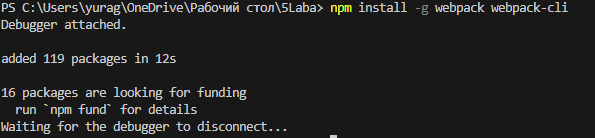 PS C:\Users\yurag\OneDrive\Рабочий стол\5Laba> npm install -g webpack webpack-cli
Debugger attached.
added 119 packages in 12s
16 packages are looking for funding
  run `npm fund` for details
Waiting for the debugger to disconnect...